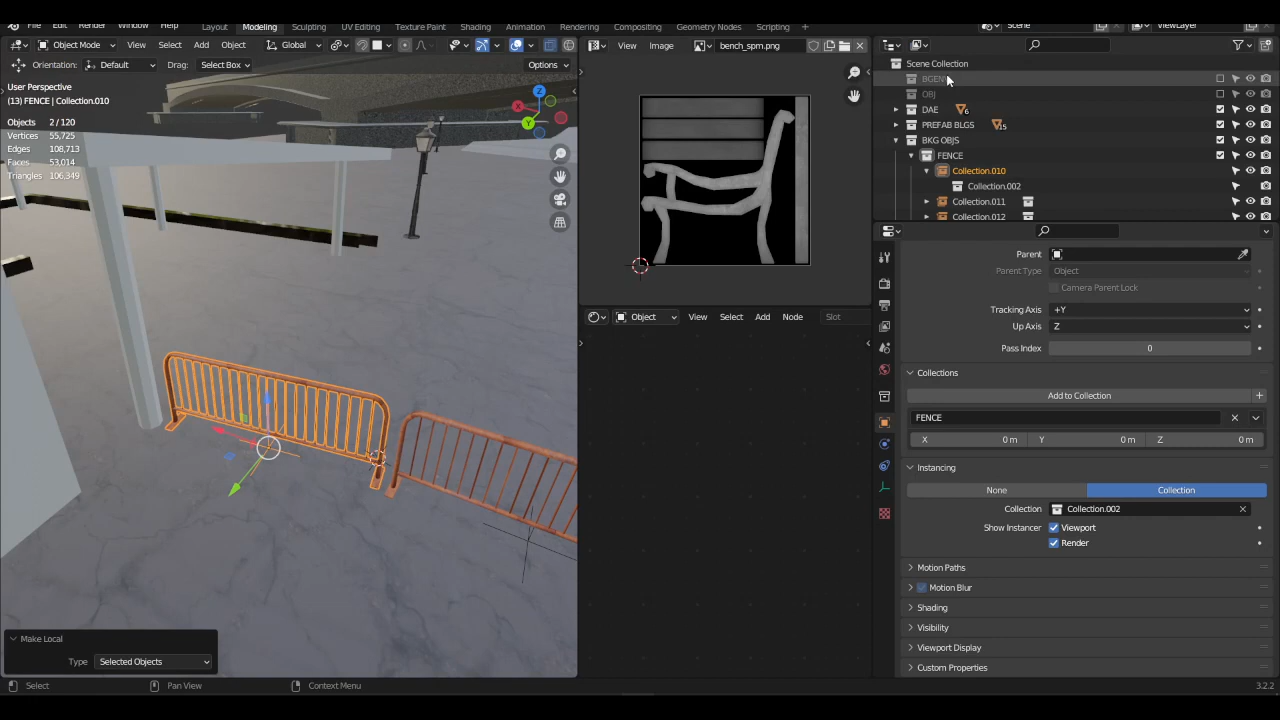 File Edit Render Window Help Layout Modeling Sculpting UV Editing Texture Paint Shading Animation Rendering Compositing Geometry Nodes Scripting + Scene ViewLayer
Object Mode View Select Add Object Global Options
Orientation: Default Drag: Select Box
User Perspective
(13) FENCE | Collection.010
Objects 2 / 120
Vertices 55,725
Edges 108,713
Faces 53,014
Triangles 106,349
X
Y
Z
Make Local
Type Selected Objects
View Image bench_spm.png
Object View Select Add Node Slot
Scene Collection
OBJ
DAE 6
PREFAB BLGS 15
BKG OBJS
FENCE
Collection.010
Collection.002
Collection.011
Collection.012
Parent
Parent Type Object
Camera Parent Lock
Tracking Axis +Y
Up Axis Z
Pass Index 0
Collections
Add to Collection +
FENCE
X 0 m Y 0 m Z 0 m
Instancing
None Collection
Collection Collection.002
Show Instancer Viewport
Render
Motion Paths
Motion Blur
Shading
Visibility
Viewport Display
Custom Properties
Select Pan View Context Menu 3.2.2